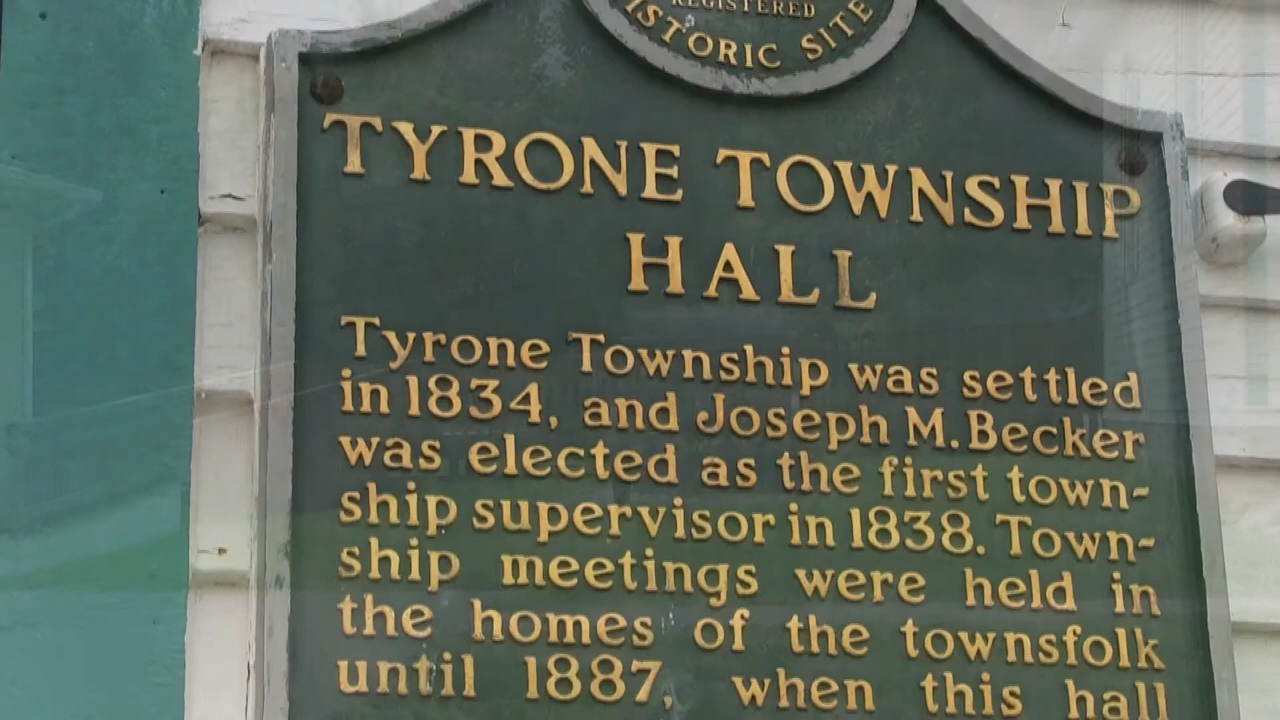 REGISTERED
HISTORIC SITE
TYRONE TOWNSHIP
HALL
Tyrone Township was settled
in 1834, and Joseph M. Becker
was elected as the first town-
ship supervisor in 1838. Town-
ship meetings were held in
the homes of the townsfolk
until 1887, when this hall